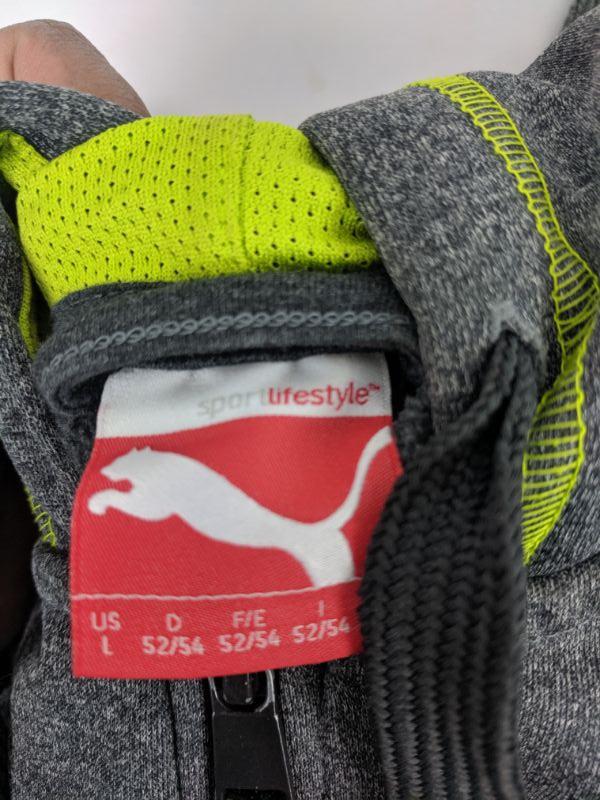 sportlifestyle™
US D F/E I
L 52/54 52/54 52/54